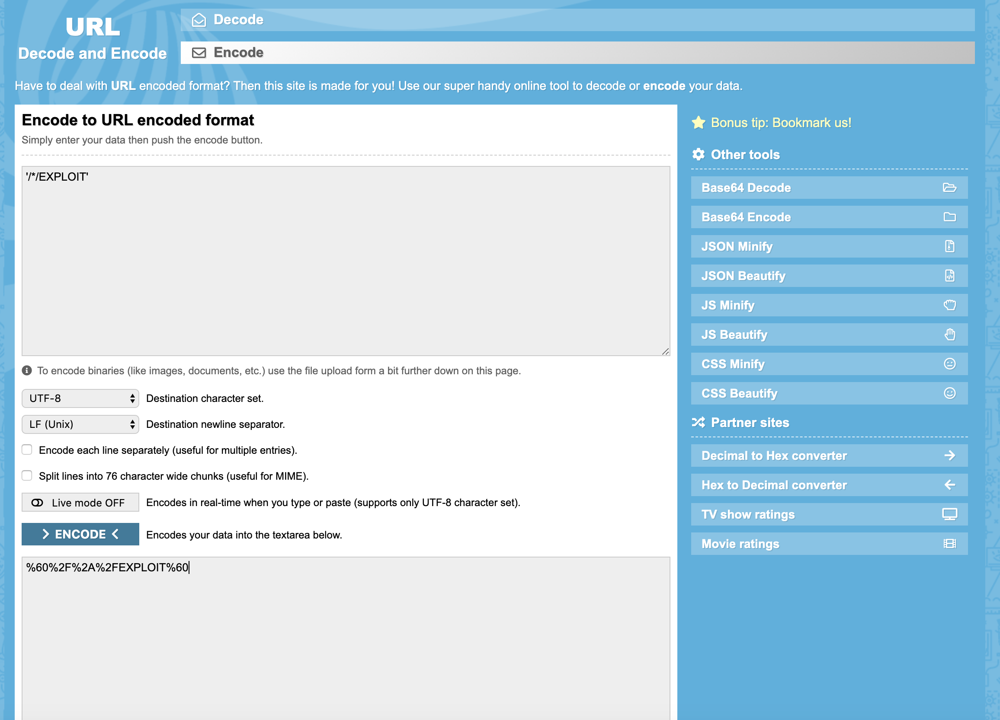 URL
Decode and Encode
Decode
Encode
Have to deal with URL encoded format? Then this site is made for you! Use our super handy online tool to decode or encode your data.
Encode to URL encoded format
Simply enter your data then push the encode button.
'/*/EXPLOIT'
To encode binaries (like images, documents, etc.) use the file upload form a bit further down on this page.
UTF-8 Destination character set.
LF (Unix) Destination newline separator.
Encode each line separately (useful for multiple entries).
Split lines into 76 character wide chunks (useful for MIME).
Live mode OFF Encodes in real-time when you type or paste (supports only UTF-8 character set).
> ENCODE < Encodes your data into the textarea below.
%60%2F%2A%2FEXPLOIT%60
Bonus tip: Bookmark us!
Other tools
Base64 Decode
Base64 Encode
JSON Minify
JSON Beautify
JS Minify
JS Beautify
CSS Minify
CSS Beautify
Partner sites
Decimal to Hex converter
Hex to Decimal converter
TV show ratings
Movie ratings